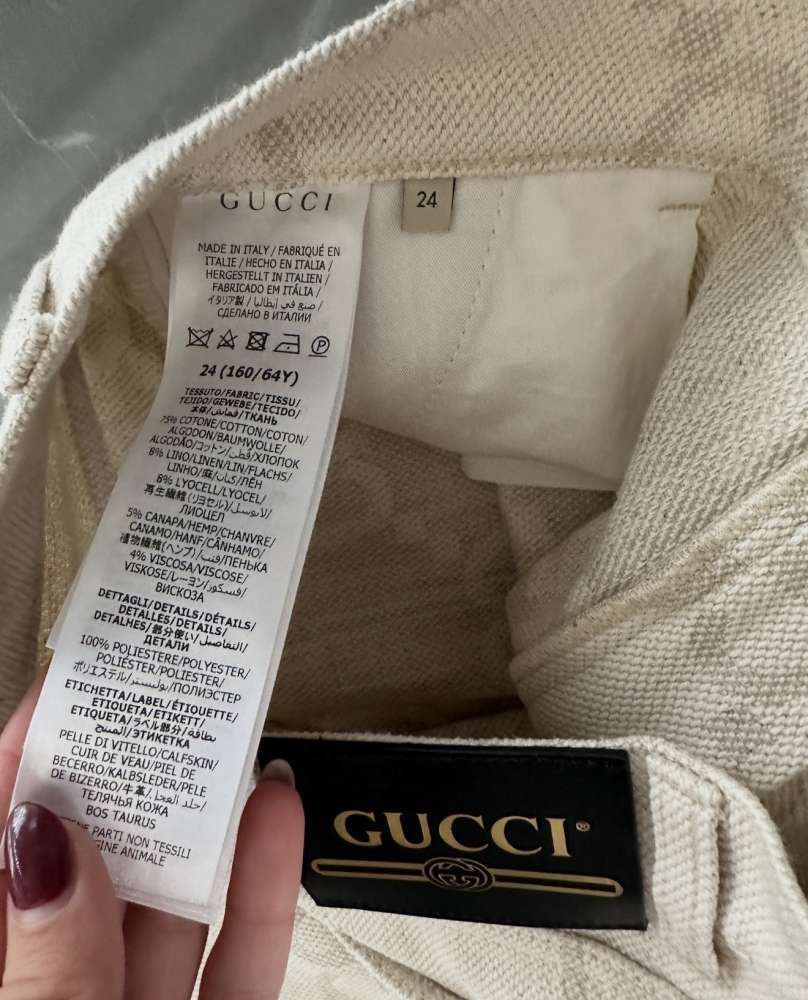 GUCCI
24
MADE IN ITALY / FABRIQUÉ EN
ITALIE / HECHO EN ITALIA /
HERGESTELLT IN ITALIEN /
FABRICADO EM ITÁLIA /
イタリア製 / صنع في إيطاليا /
СДЕЛАНО В ИТАЛИИ
24 (160/64Y)
TESSUTO/FABRIC/TISSU/
TEJIDO/GEWEBE/TECIDO/
本体/قماش/ТКАНЬ
75% COTONE/COTTON/COTON/
ALGODON/BAUMWOLLE/
ALGODÃO/コットン/قطن/ХЛОПОК
8% LINO/LINEN/LIN/FLACHS/
LINHO/麻/كتان/ЛЁН
8% LYOCELL/LYOCEL/
再生繊維(リヨセル)/لايوسل/
ЛИОЦЕЛ
5% CANAPA/HEMP/CHANVRE/
CANAMO/HANF/CÂNHAMO/
植物繊維(ヘンプ)/قنب/ПЕНЬКА
4% VISCOSA/VISCOSE/
VISKOSE/レーヨン/فسكوز/
ВИСКОЗА
DETTAGLI/DETAILS/DÉTAILS/
DETALLES/DETAILS/
DETALHES/部分使い/التفاصيل/
ДЕТАЛИ
100% POLIESTERE/POLYESTER/
POLIÉSTER/POLIESTER/
ポリエステル/بوليستر/ПОЛИЭСТЕР
ETICHETTA/LABEL/ÉTIQUETTE/
ETIQUETA/ETIKETT/
ETIQUETA/ラベル部分/بطاقة/
المنتج/ЭТИКЕТКА
PELLE DI VITELLO/CALFSKIN/
CUIR DE VEAU/PIEL DE
BECERRO/KALBSLEDER/PELE
DE BIZERRO/牛革/جلد العجل/
ТЕЛЯЧЬЯ КОЖА
BOS TAURUS
PARTI NON TESSILI
ANIMALE
GUCCI®